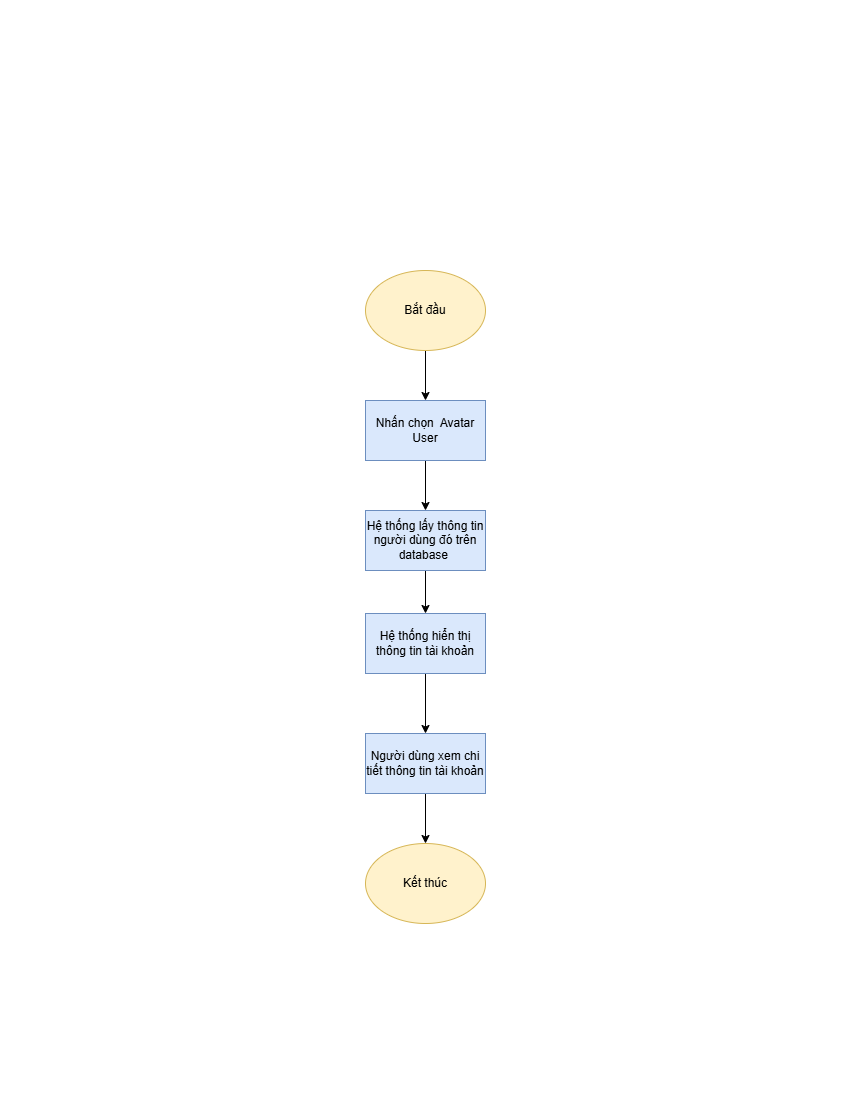 Bắt đầu
Nhấn chọn  Avatar
User
Hệ thống lấy thông tin
người dùng đó trên
database
Hệ thống hiển thị
thông tin tài khoản
Người dùng xem chi
tiết thông tin tài khoản
Kết thúc